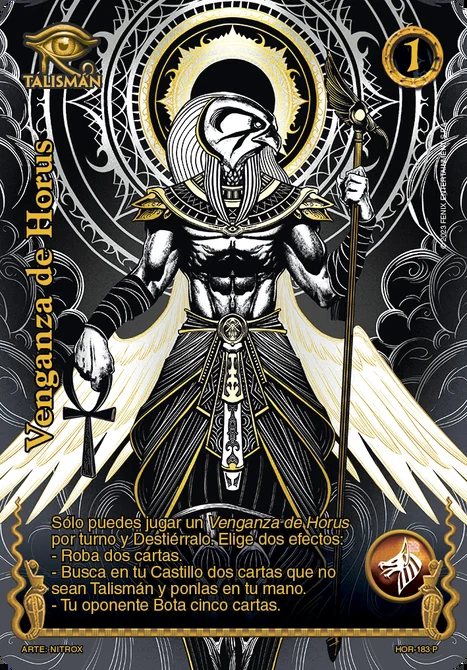 TALISMÁN
1
Venganza de Horus
©2023 FENIX ENTERTAINMENT SPA
Sólo puedes jugar un Venganza de Horus
por turno y Destiérralo. Elige dos efectos:
- Roba dos cartas.
- Busca en tu Castillo dos cartas que no
sean Talismán y ponlas en tu mano.
- Tu oponente Bota cinco cartas.
ARTE: NITROX
HOR-183 P